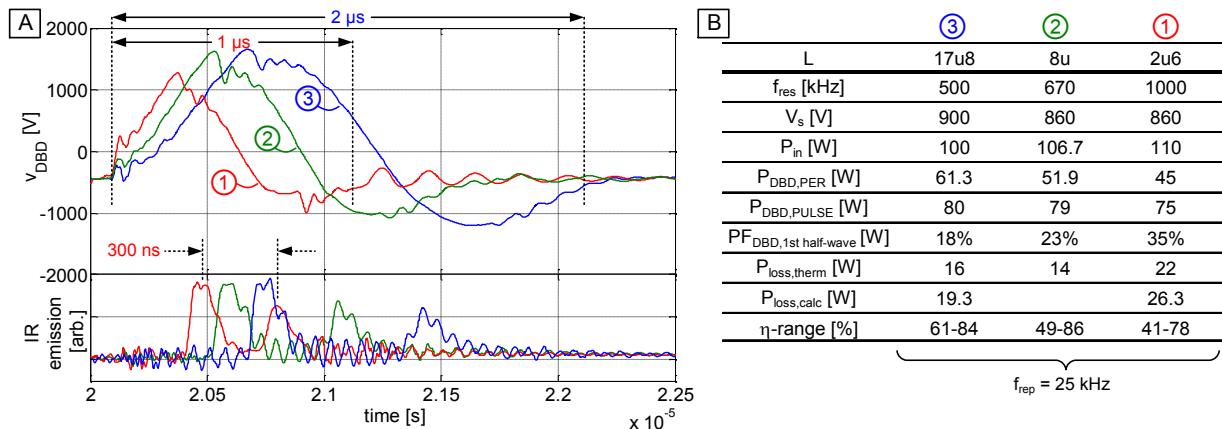 A
2000
1000
0
-1000
-2000
v_DBD [V]
2 µs
1 µs
1
2
3
300 ns
IR emission [arb.]
2 2.05 2.1 2.15 2.2 2.25
time [s]
x 10^-5
B
3 2 1
L 17u8 8u 2u6
f_res [kHz] 500 670 1000
V_s [V] 900 860 860
P_in [W] 100 106.7 110
P_DBD,PER [W] 61.3 51.9 45
P_DBD,PULSE [W] 80 79 75
PF_DBD,1st half-wave [W] 18% 23% 35%
P_loss,therm [W] 16 14 22
P_loss,calc [W] 19.3 26.3
η-range [%] 61-84 49-86 41-78
f_rep = 25 kHz